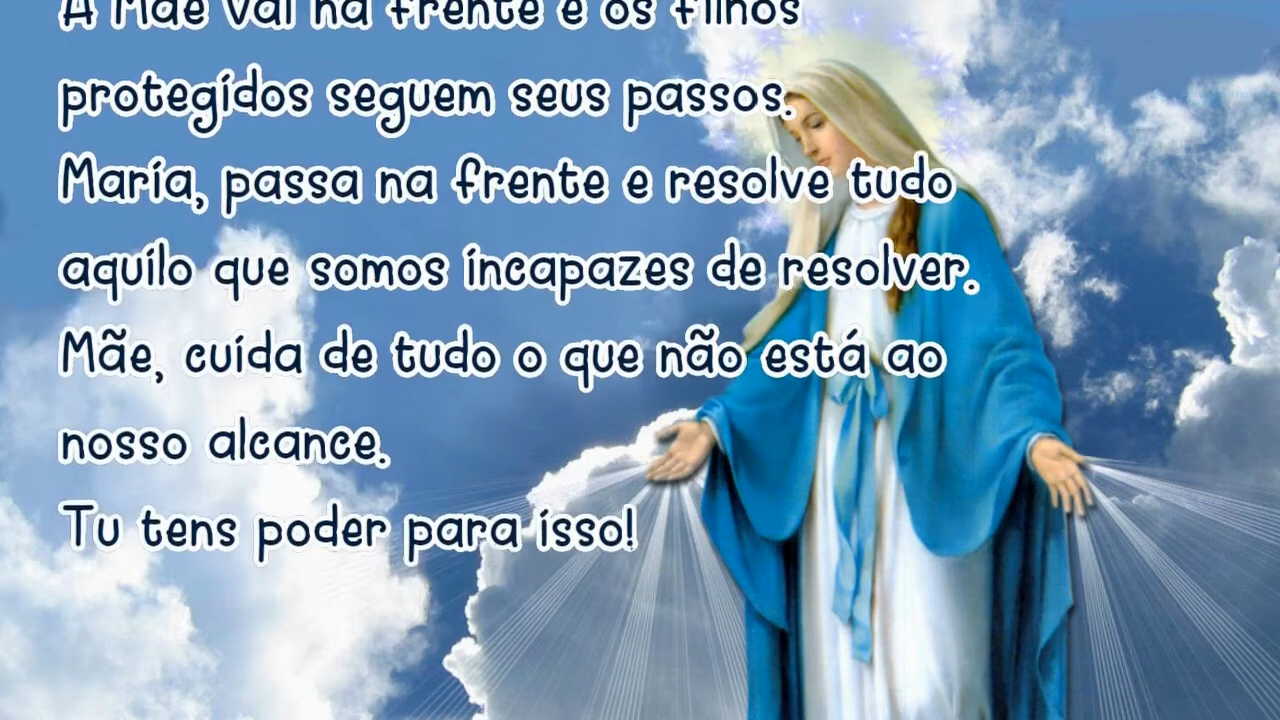 A Mãe vai na frente e os filhos
protegidos seguem seus passos.
Maria, passa na frente e resolve tudo
aquilo que somos incapazes de resolver.
Mãe, cuida de tudo o que não está ao
nosso alcance.
Tu tens poder para isso!